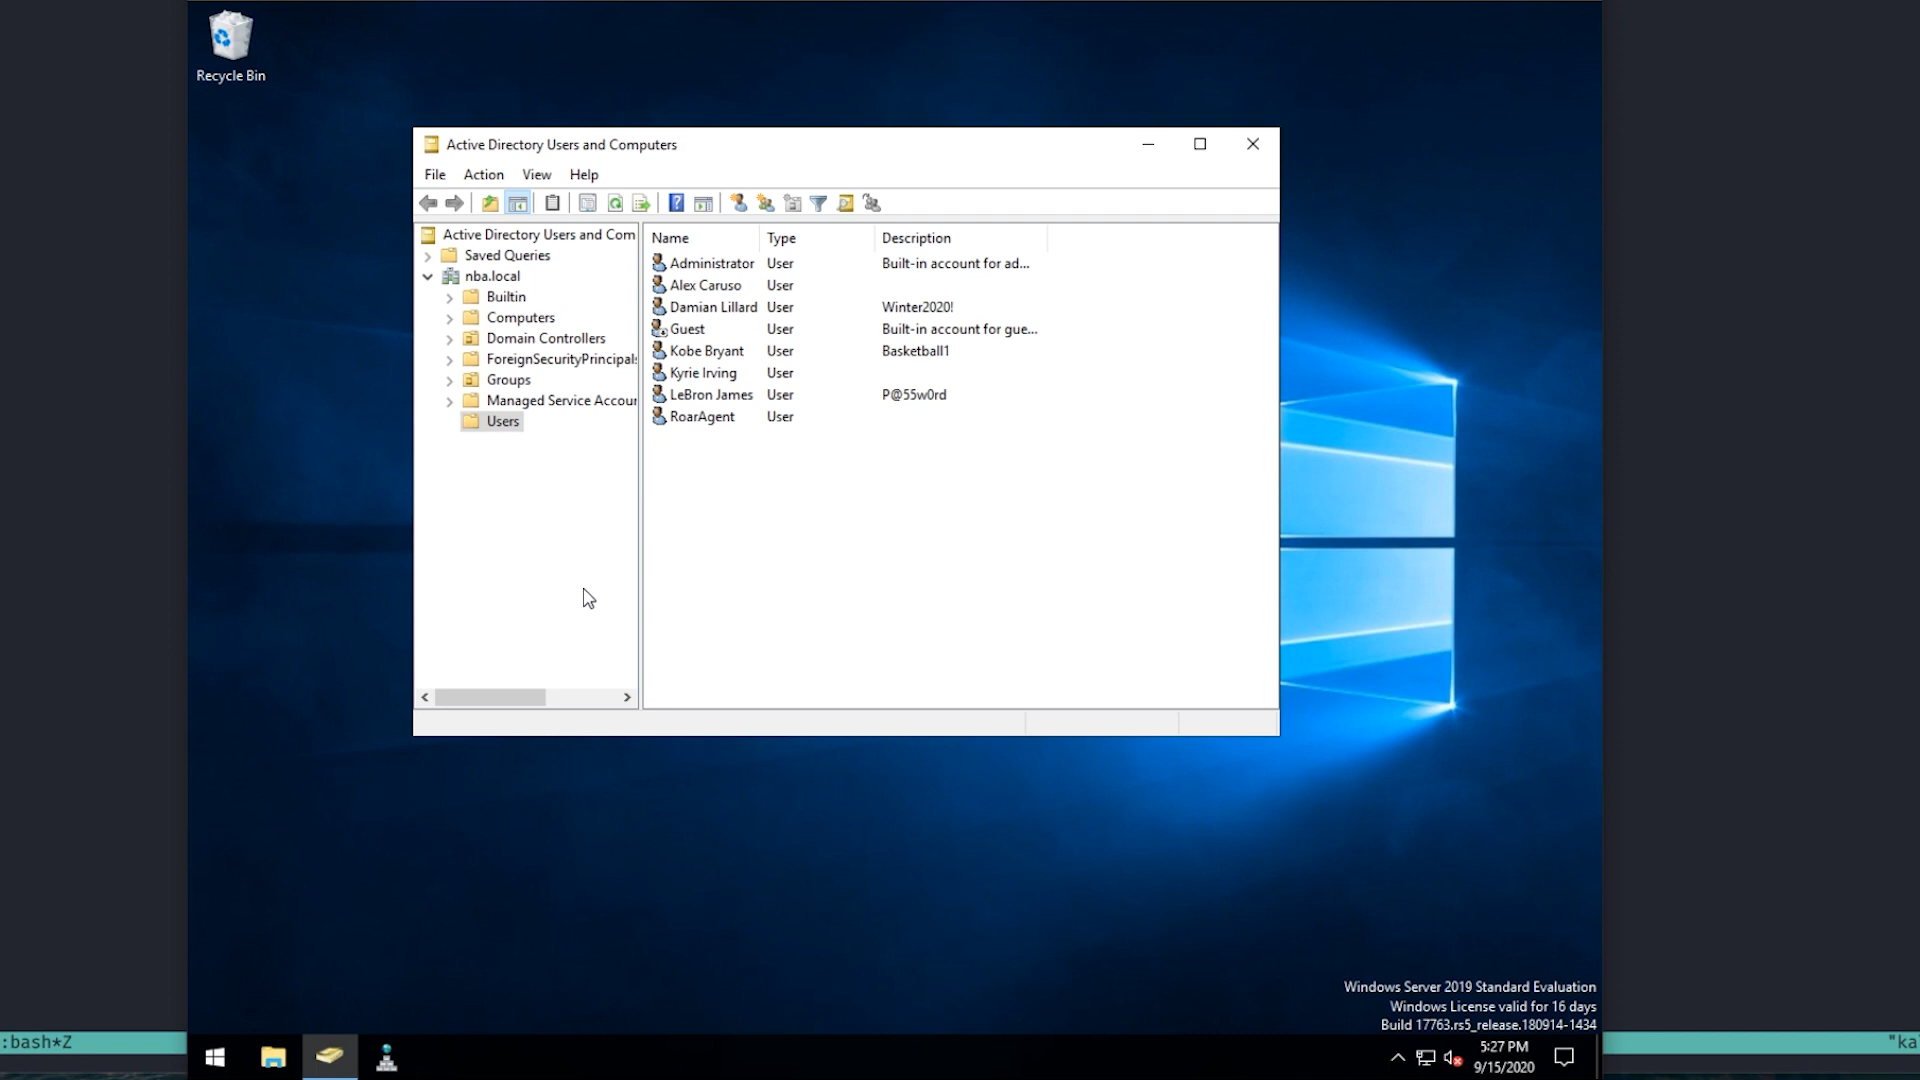 Recycle Bin
Active Directory Users and Computers
File Action View Help
Active Directory Users and Com
Saved Queries
nba.local
Builtin
Computers
Domain Controllers
ForeignSecurityPrincipals
Groups
Managed Service Accour
Users
Name Type Description
Administrator User Built-in account for ad...
Alex Caruso User
Damian Lillard User Winter2020!
Guest User Built-in account for gue...
Kobe Bryant User Basketball1
Kyrie Irving User
LeBron James User P@55w0rd
RoarAgent User
Windows Server 2019 Standard Evaluation
Windows License valid for 16 days
Build 17763.rs5_release.180914-1434
:bash*Z
"ka
5:27 PM
9/15/2020